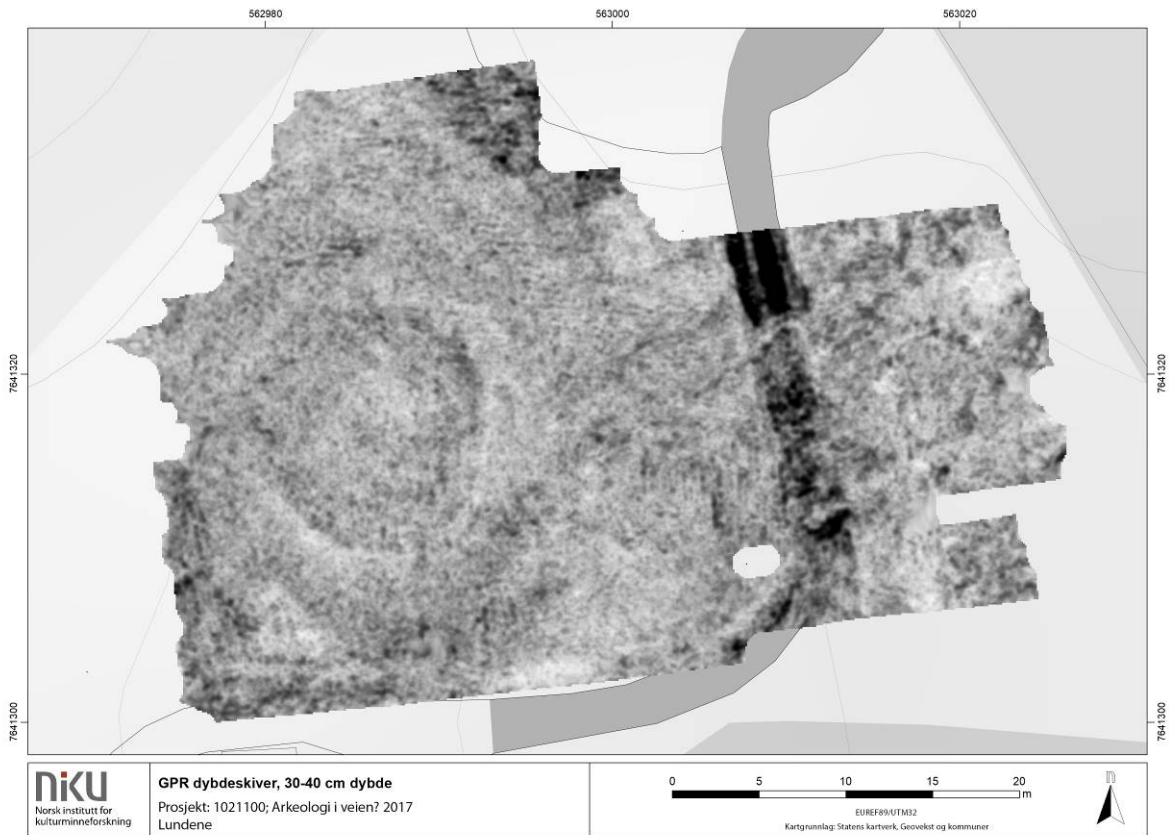 562980 563000 563020
7641320 7641320
7641300 7641300
niku
Norsk institutt for
kulturminneforskning
GPR dybdeskiver, 30-40 cm dybde
Prosjekt: 1021100; Arkeologi i veien? 2017
Lundene
0 5 10 15 20
m
EUREF89/UTM32
Kartgrunnlag: Statens kartverk, Geovekst og kommuner
n